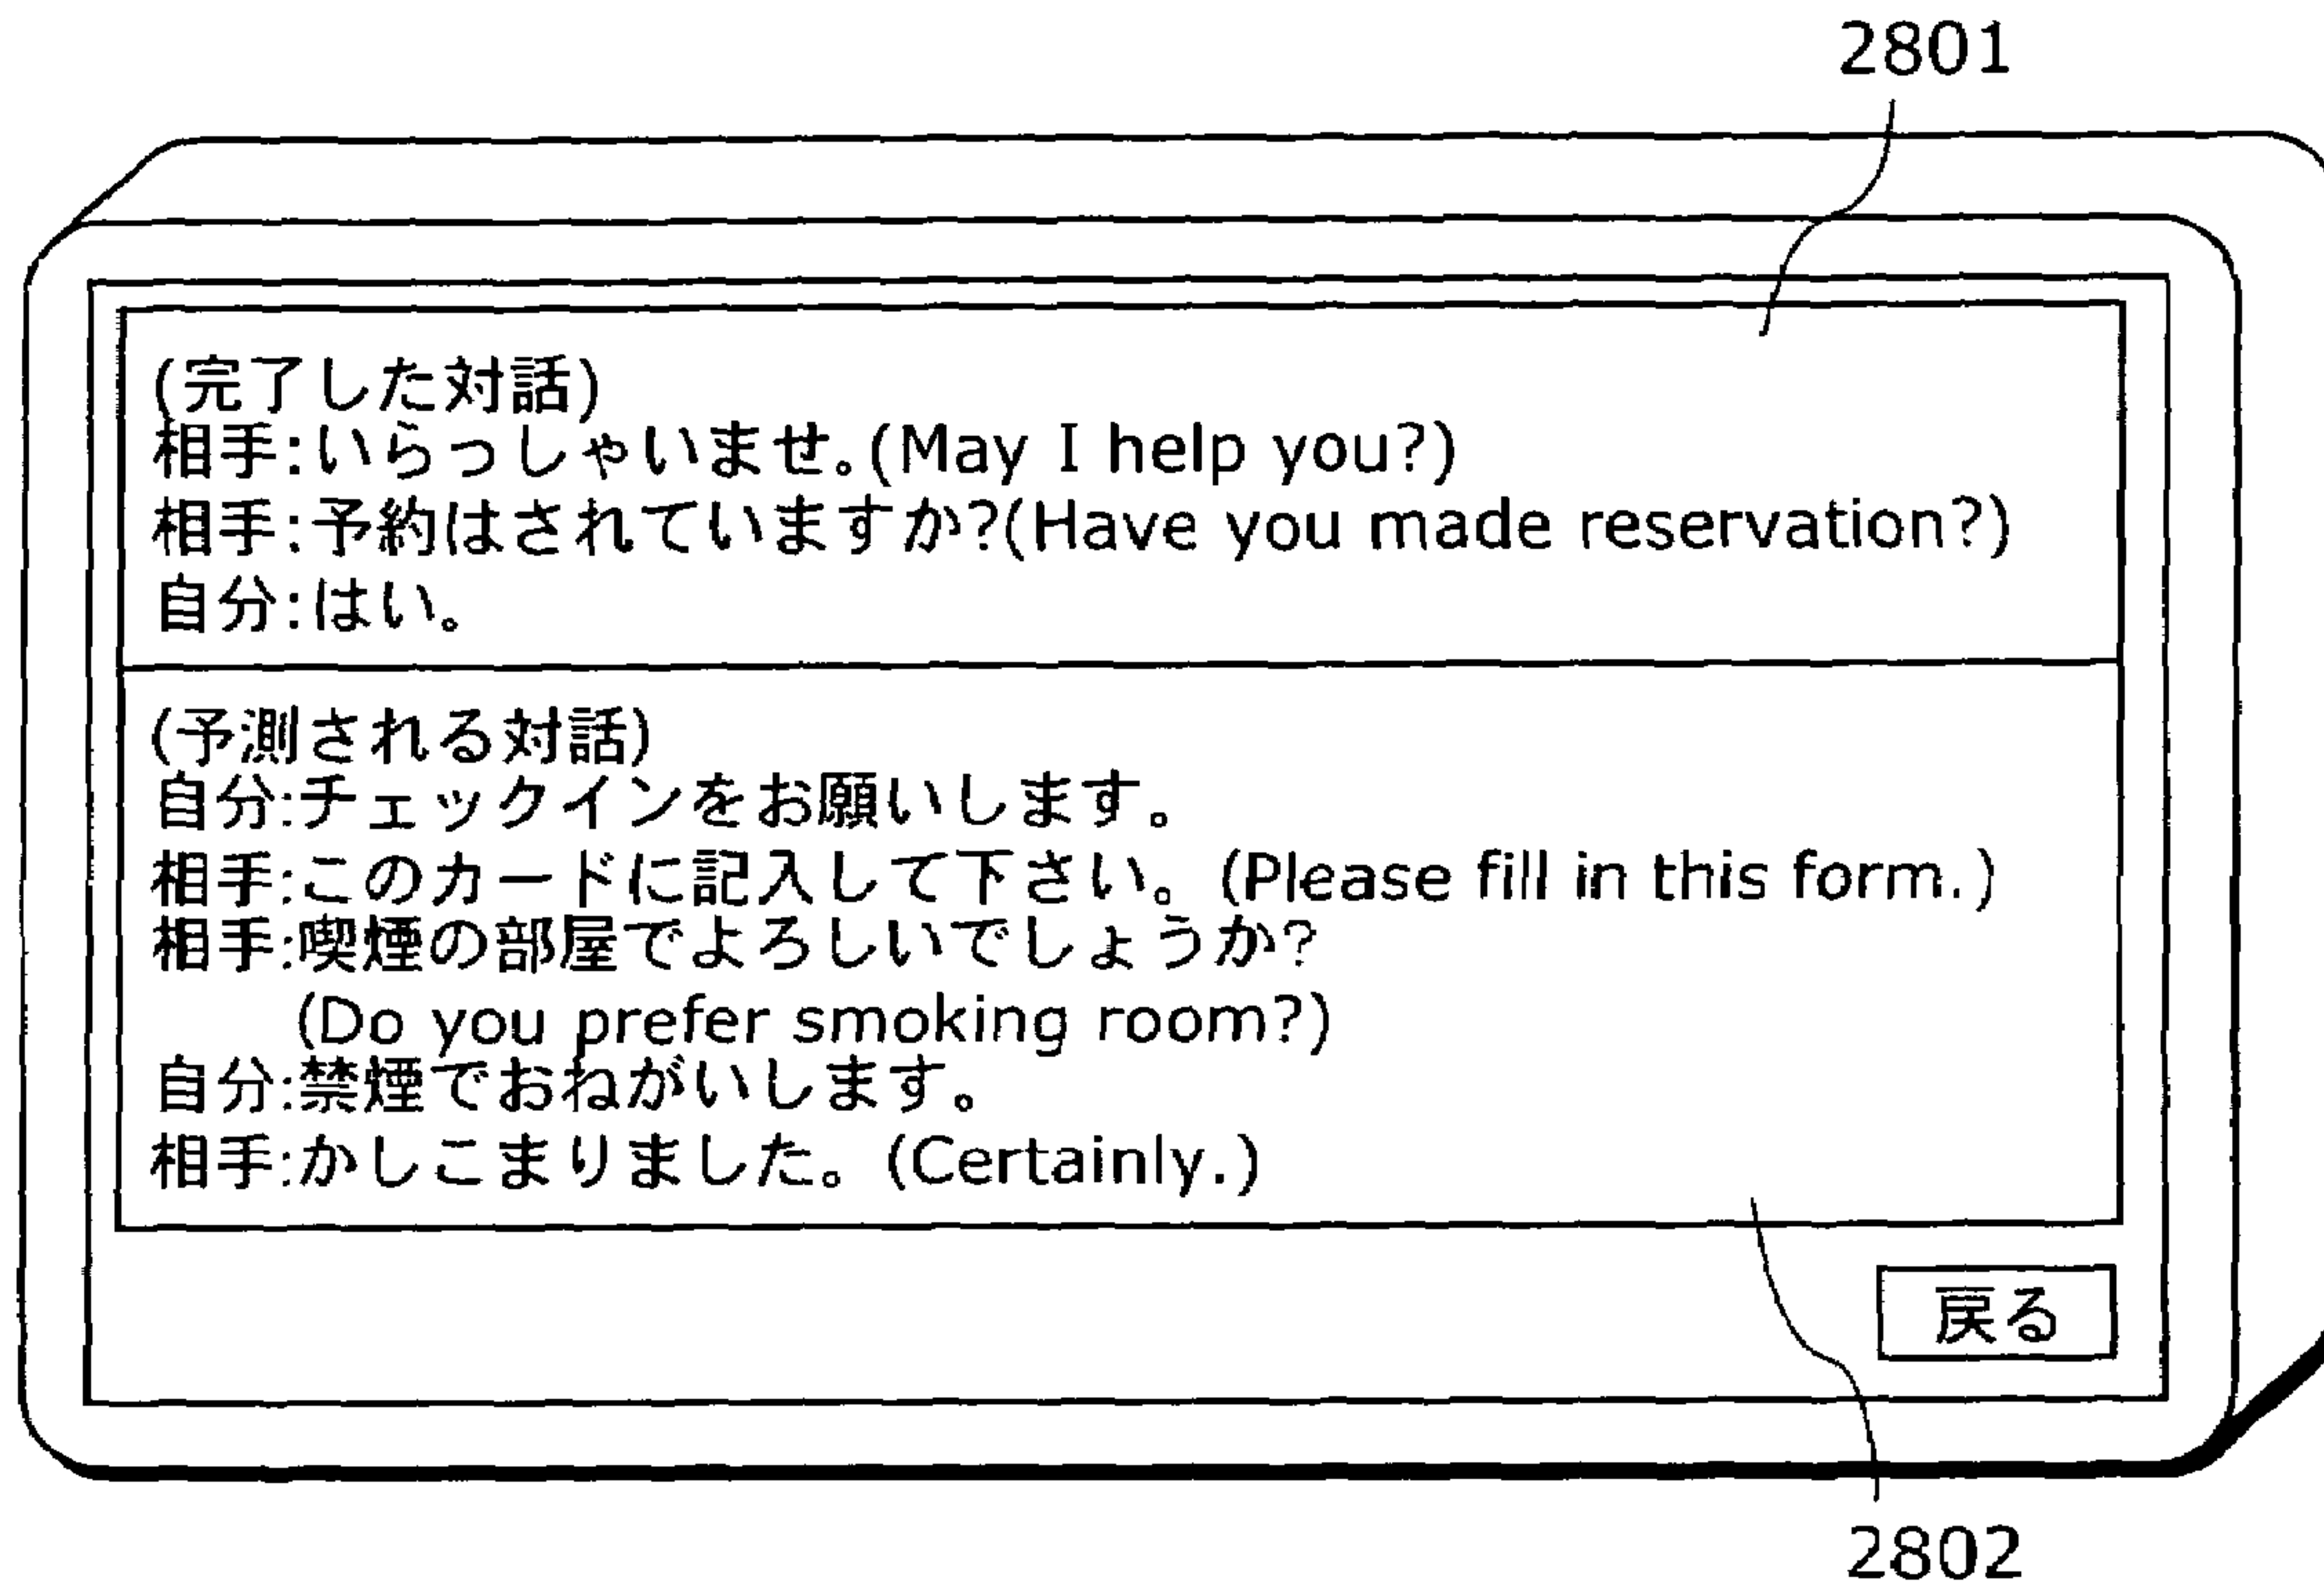 2801
(完了した対話)
相手:いらっしゃいませ。(May I help you?)
相手:予約はされていますか?(Have you made reservation?)
自分:はい。
(予測される対話)
自分:チェックインをお願いします。
相手:このカードに記入して下さい。(Please fill in this form.)
相手:喫煙の部屋でよろしいでしょうか?
(Do you prefer smoking room?)
自分:禁煙でおねがいします。
相手:かしこまりました。(Certainly.)
戻る
2802